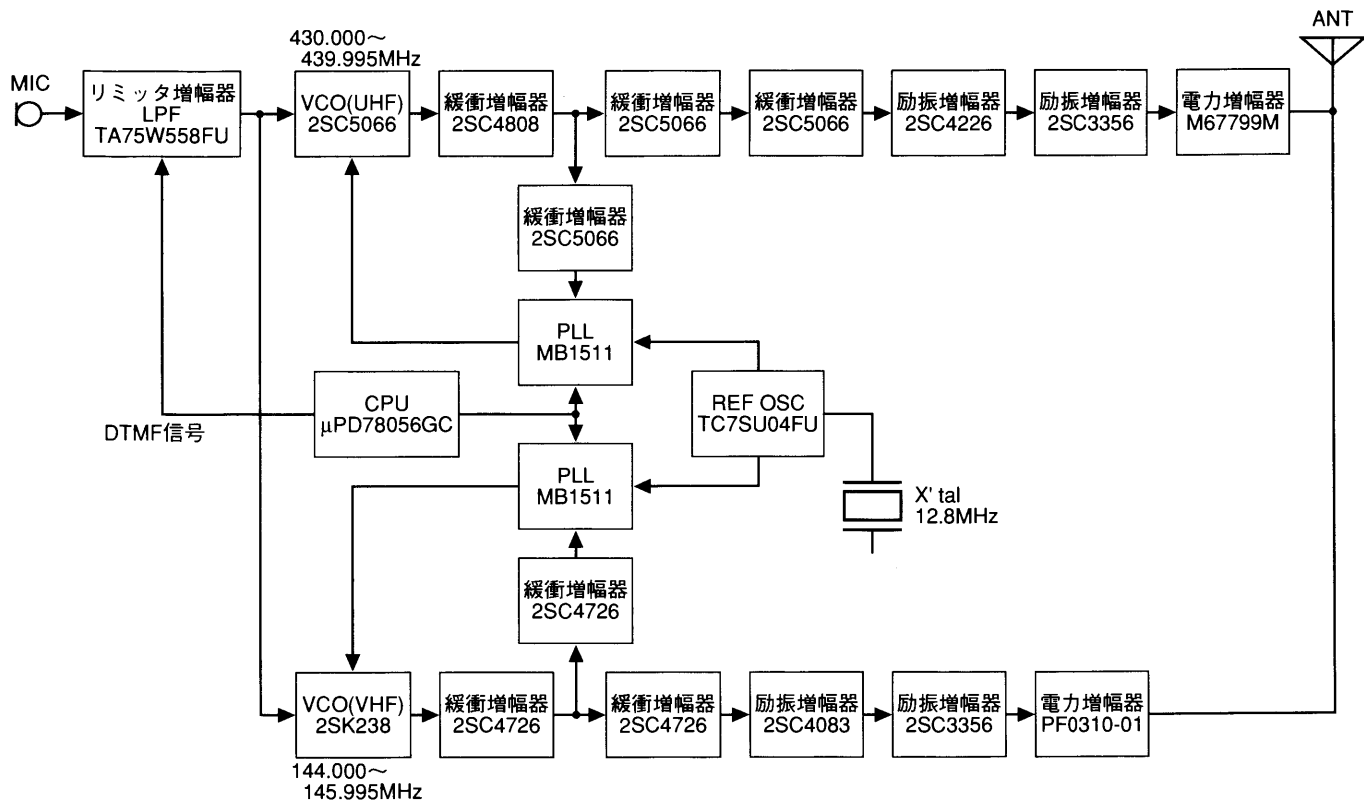 ANT
430.000～
439.995MHz
MIC
リミッタ増幅器
LPF
TA75W558FU
VCO(UHF)
2SC5066
緩衝増幅器
2SC4808
緩衝増幅器
2SC5066
緩衝増幅器
2SC5066
励振増幅器
2SC4226
励振増幅器
2SC3356
電力増幅器
M67799M
緩衝増幅器
2SC5066
PLL
MB1511
CPU
μPD78056GC
REF OSC
TC7SU04FU
DTMF信号
PLL
MB1511
X' tal
12.8MHz
緩衝増幅器
2SC4726
VCO(VHF)
2SK238
緩衝増幅器
2SC4726
緩衝増幅器
2SC4726
励振増幅器
2SC4083
励振増幅器
2SC3356
電力増幅器
PF0310-01
144.000～
145.995MHz